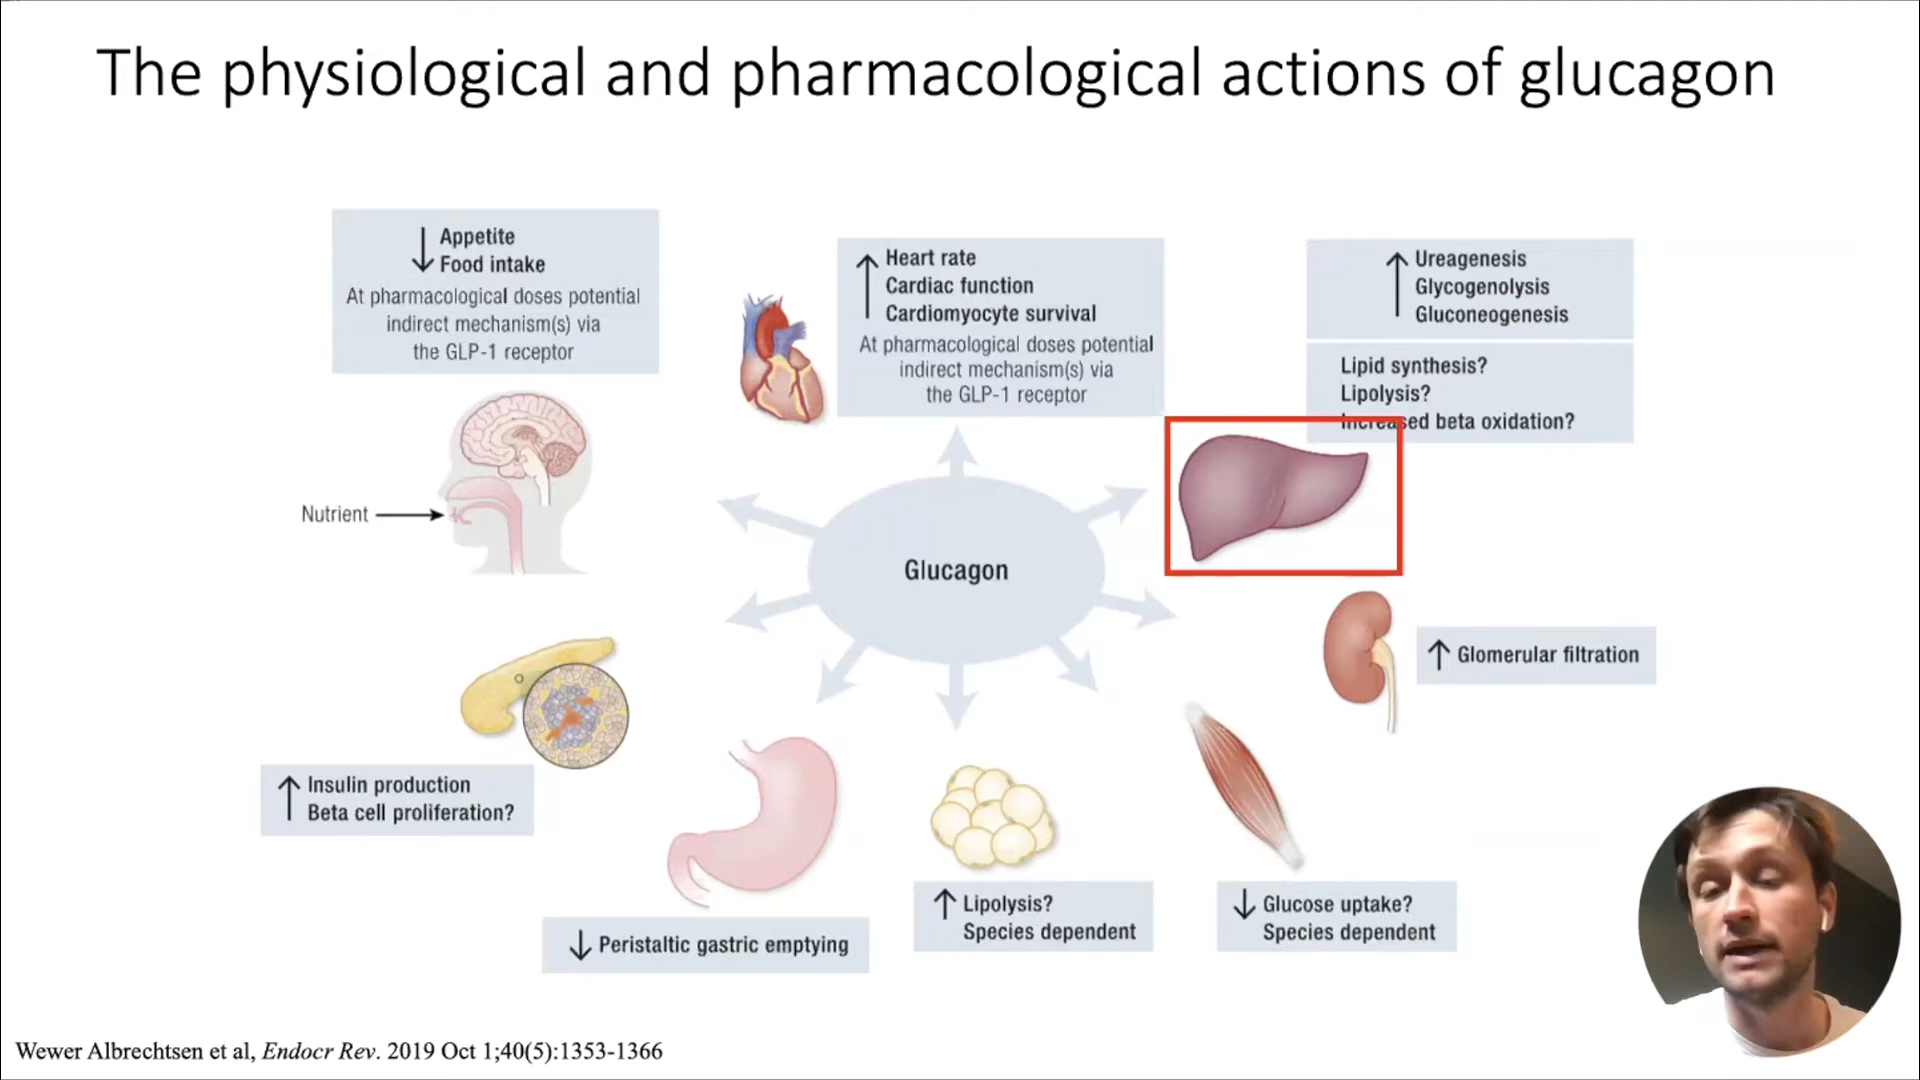 The physiological and pharmacological actions of glucagon
Appetite
Food intake
At pharmacological doses potential
indirect mechanism(s) via
the GLP-1 receptor
Heart rate
Cardiac function
Cardiomyocyte survival
At pharmacological doses potential
indirect mechanism(s) via
the GLP-1 receptor
Ureagenesis
Glycogenolysis
Gluconeogenesis
Lipid synthesis?
Lipolysis?
Increased beta oxidation?
Nutrient
Glucagon
Glomerular filtration
Insulin production
Beta cell proliferation?
Peristaltic gastric emptying
Lipolysis?
Species dependent
Glucose uptake?
Species dependent
Wewer Albrechtsen et al, Endocr Rev. 2019 Oct 1;40(5):1353-1366